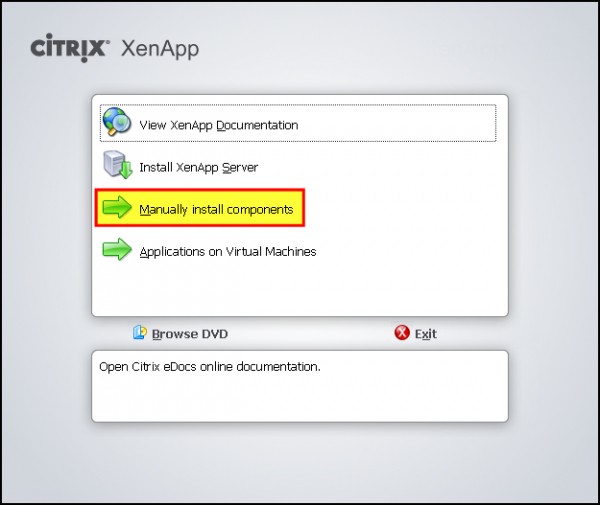 CITRIX® XenApp
View XenApp Documentation
Install XenApp Server
Manually install components
Applications on Virtual Machines
Browse DVD
Exit
Open Citrix eDocs online documentation.